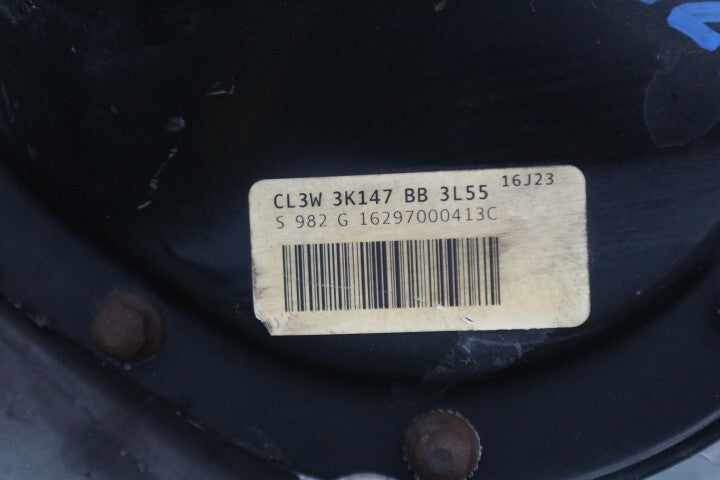 CL3W 3K147 BB 3L55 16J23
S 982 G 16297000413C